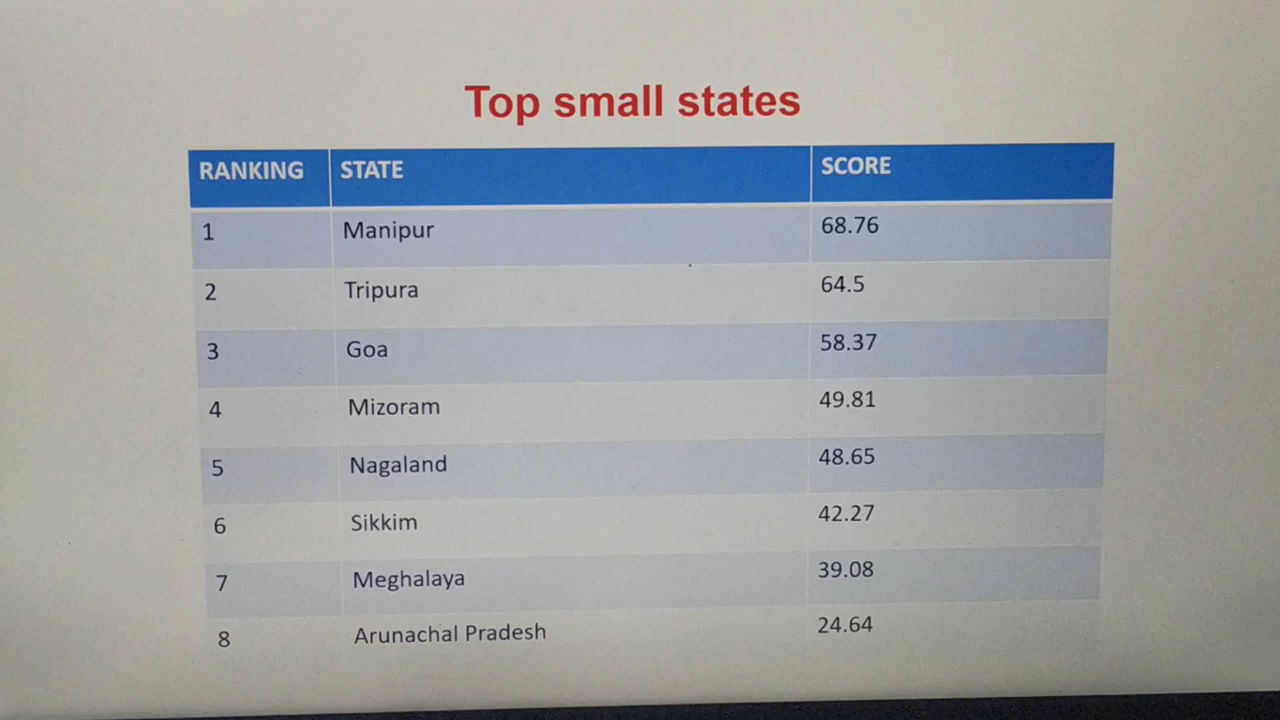 Top small states
RANKING STATE SCORE
1 Manipur 68.76
2 Tripura 64.5
3 Goa 58.37
4 Mizoram 49.81
5 Nagaland 48.65
6 Sikkim 42.27
7 Meghalaya 39.08
8 Arunachal Pradesh 24.64